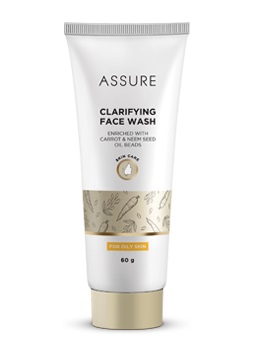 ASSURE
CLARIFYING
FACE WASH
ENRICHED WITH
CARROT & NEEM SEED
OIL BEADS
SKIN CARE
FOR OILY SKIN
60 g